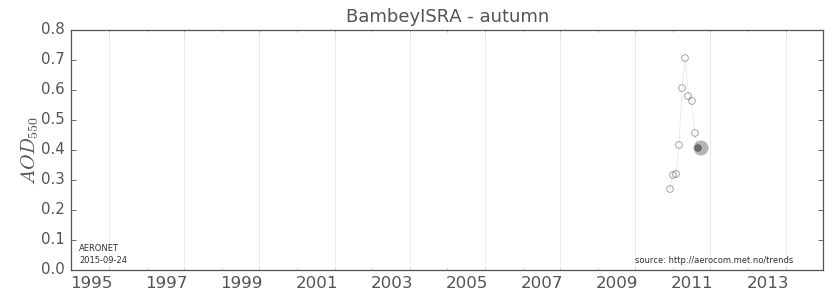 BambeyISRA - autumn
0.8
0.7
0.6
0.5
0.4
0.3
0.2
0.1
0.0
AOD550
AERONET
2015-09-24
source: http://aerocom.met.no/trends
1995 1997 1999 2001 2003 2005 2007 2009 2011 2013